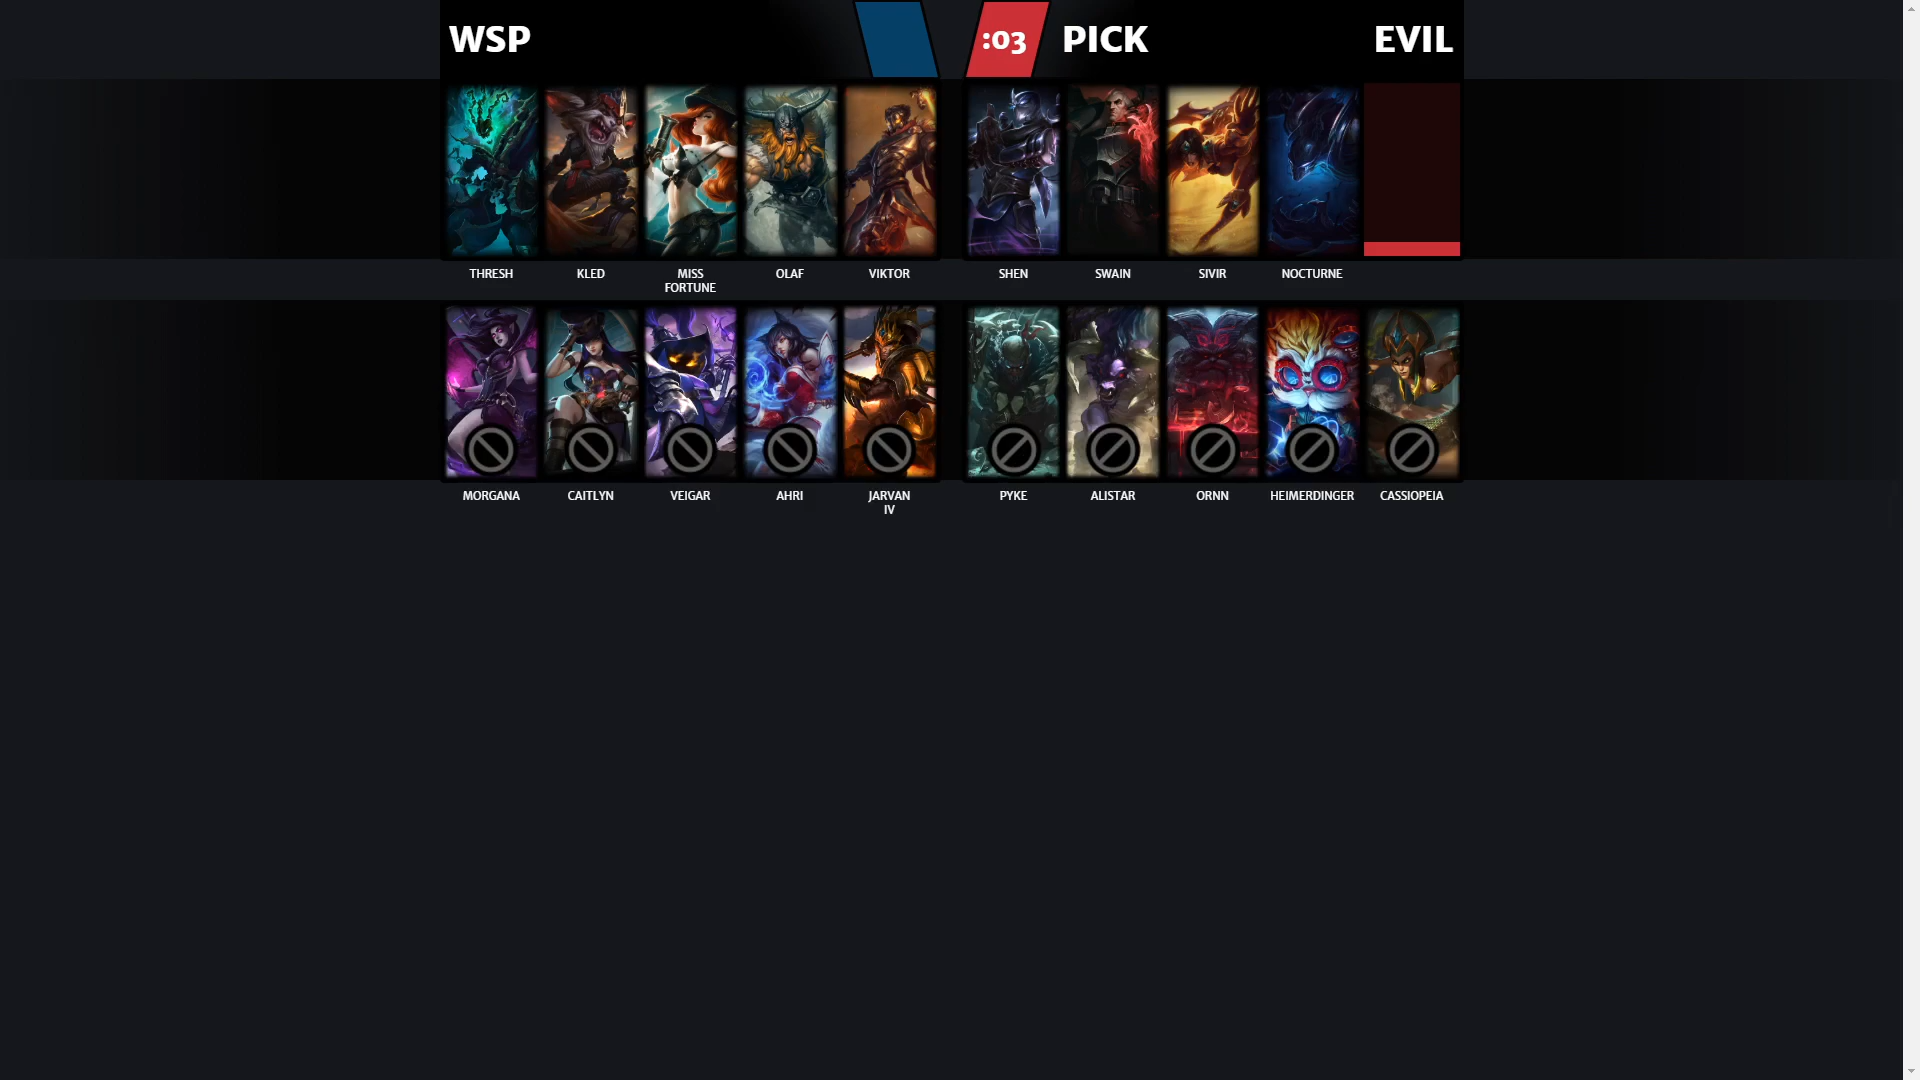 WSP
:03 PICK
EVIL
THRESH
KLED
MISS
FORTUNE
OLAF
VIKTOR
SHEN
SWAIN
SIVIR
NOCTURNE
MORGANA
CAITLYN
VEIGAR
AHRI
JARVAN
IV
PYKE
ALISTAR
ORNN
HEIMERDINGER
CASSIOPEIA